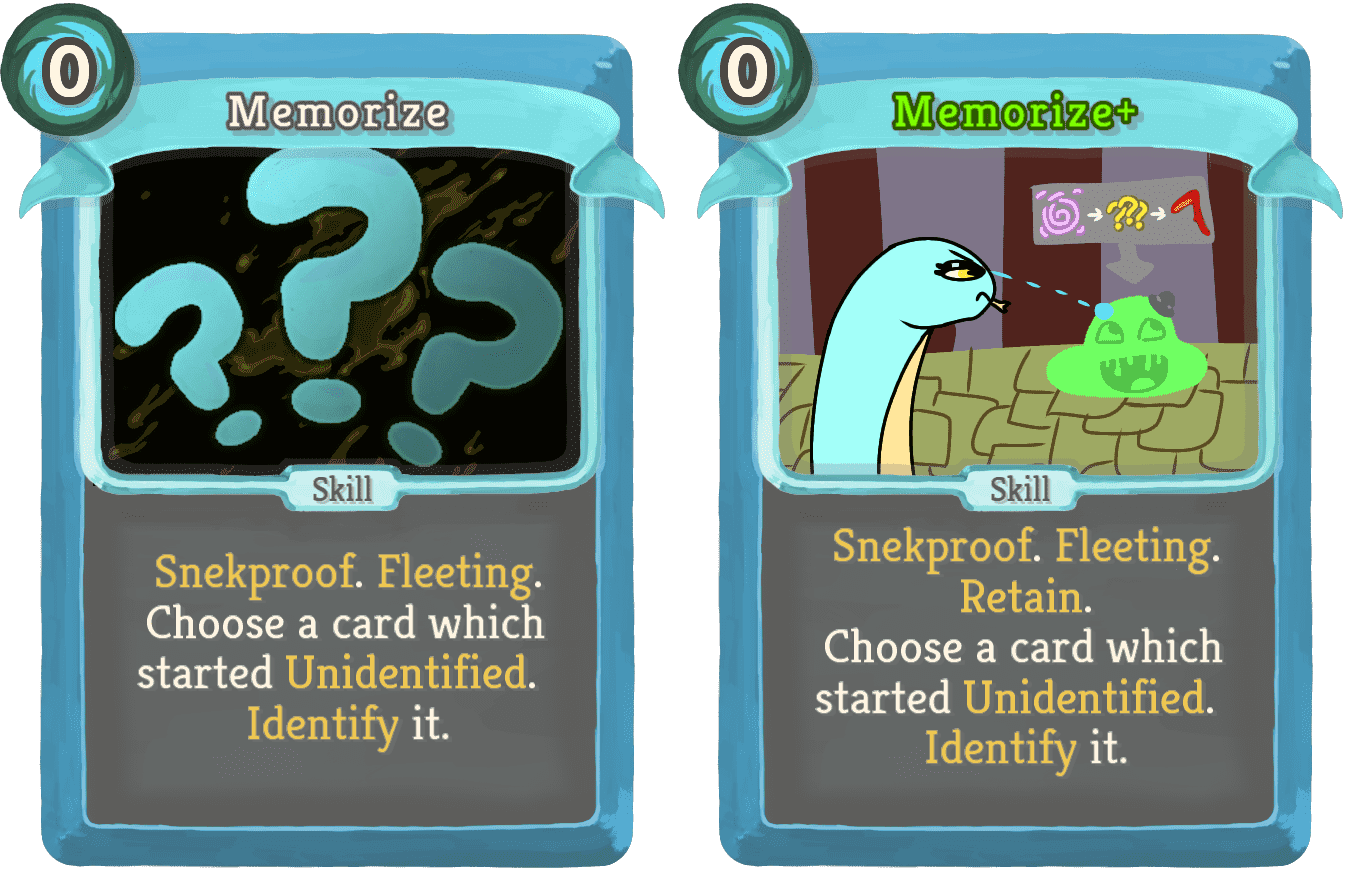 0
Memorize
Skill
Snekproof. Fleeting.
Choose a card which
started Unidentified.
Identify it.
0
Memorize+
???
Skill
Snekproof. Fleeting.
Retain.
Choose a card which
started Unidentified.
Identify it.